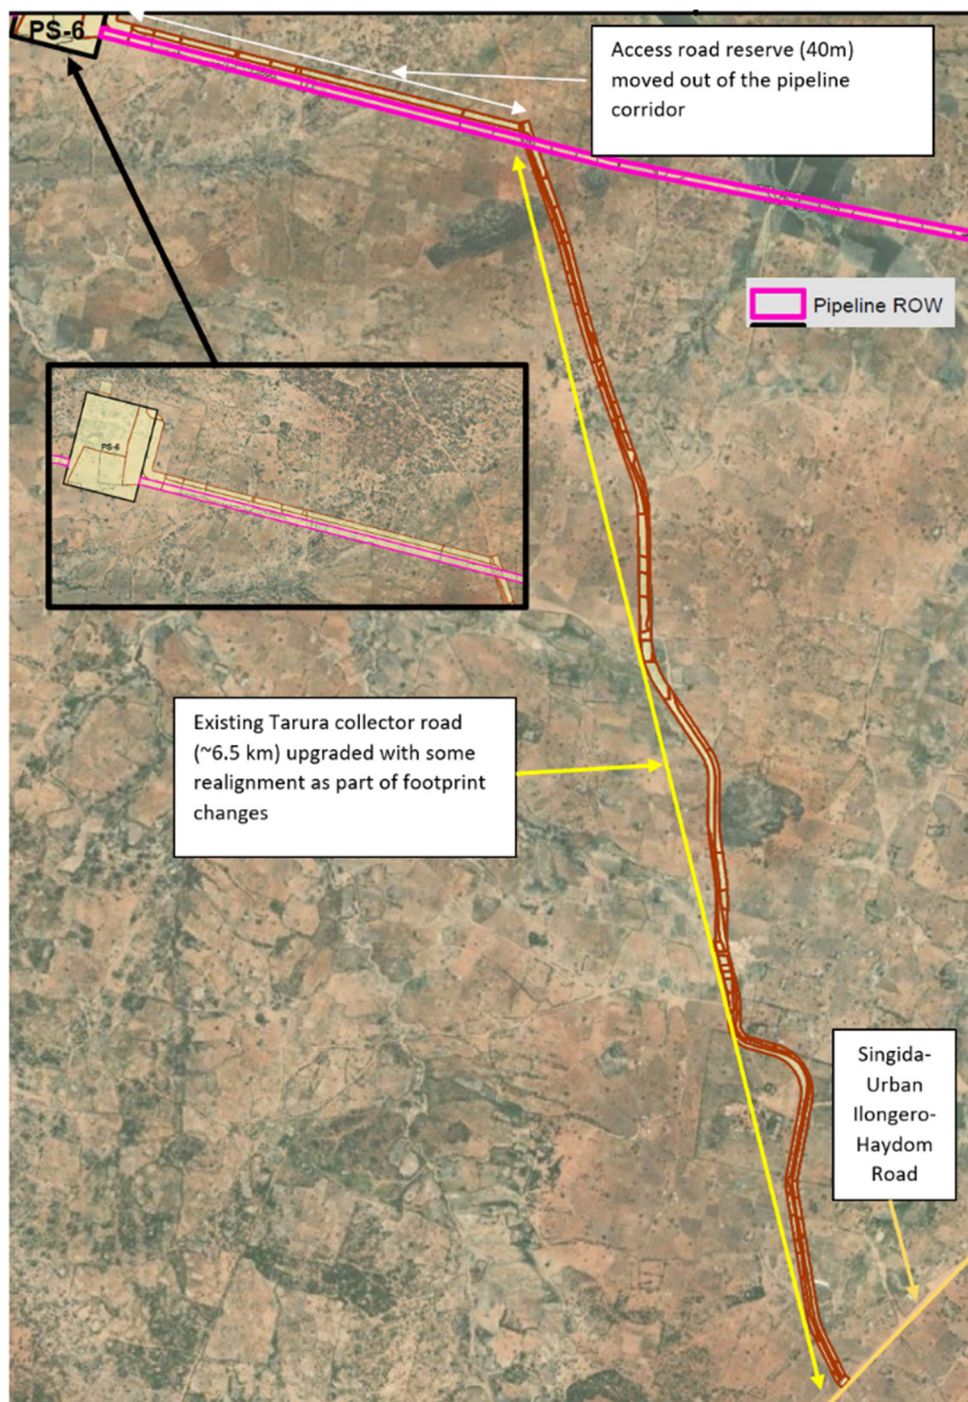 PS-6
Access road reserve (40m)
moved out of the pipeline
corridor
Pipeline ROW
PS-6
Existing Tarura collector road
(~6.5 km) upgraded with some
realignment as part of footprint
changes
Singida-
Urban
Ilongero-
Haydom
Road